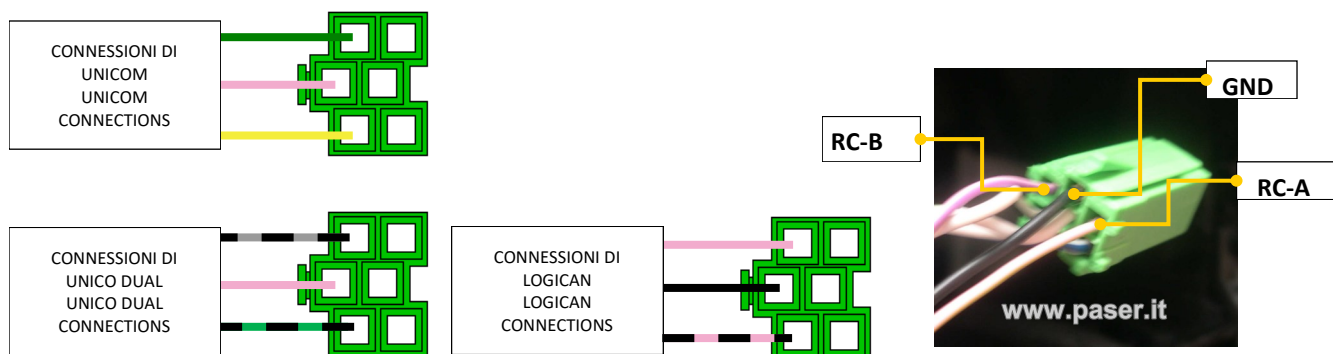 CONNESSIONI DI
UNICOM
UNICOM
CONNECTIONS
CONNESSIONI DI
UNICO DUAL
UNICO DUAL
CONNECTIONS
CONNESSIONI DI
LOGICAN
LOGICAN
CONNECTIONS
GND
RC-B
RC-A
www.paser.it